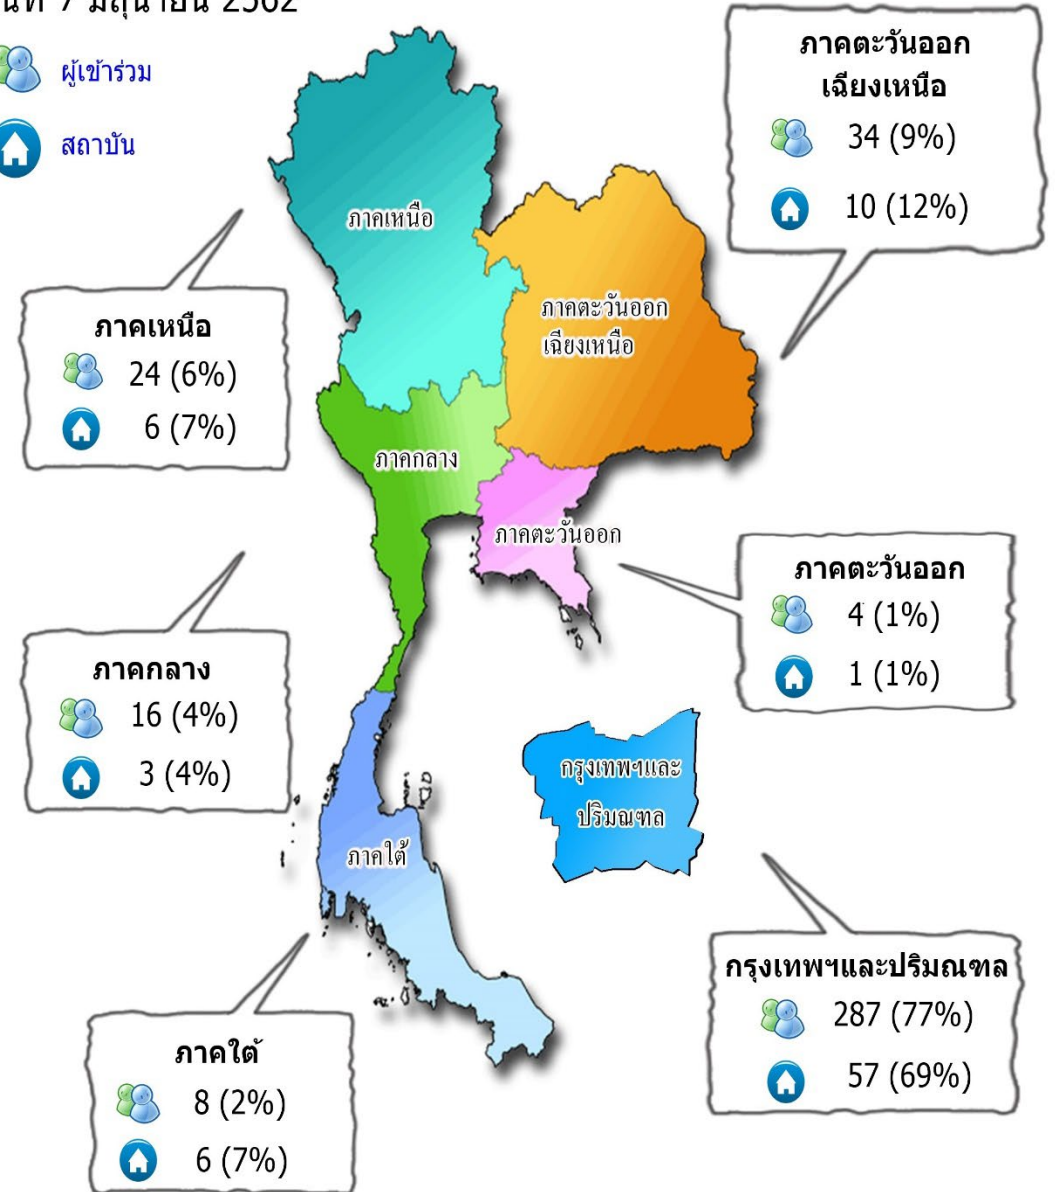 7 มิถุนายน 2562
ผู้เข้าร่วม
สถาบัน
ภาคตะวันออก
เฉียงเหนือ
34 (9%)
10 (12%)
ภาคเหนือ
ภาคตะวันออก
เฉียงเหนือ
ภาคเหนือ
24 (6%)
6 (7%)
ภาคกลาง
ภาคตะวันออก
ภาคตะวันออก
4 (1%)
1 (1%)
ภาคกลาง
16 (4%)
3 (4%)
กรุงเทพฯและ
ปริมณฑล
ภาคใต้
กรุงเทพฯและปริมณฑล
287 (77%)
57 (69%)
ภาคใต้
8 (2%)
6 (7%)